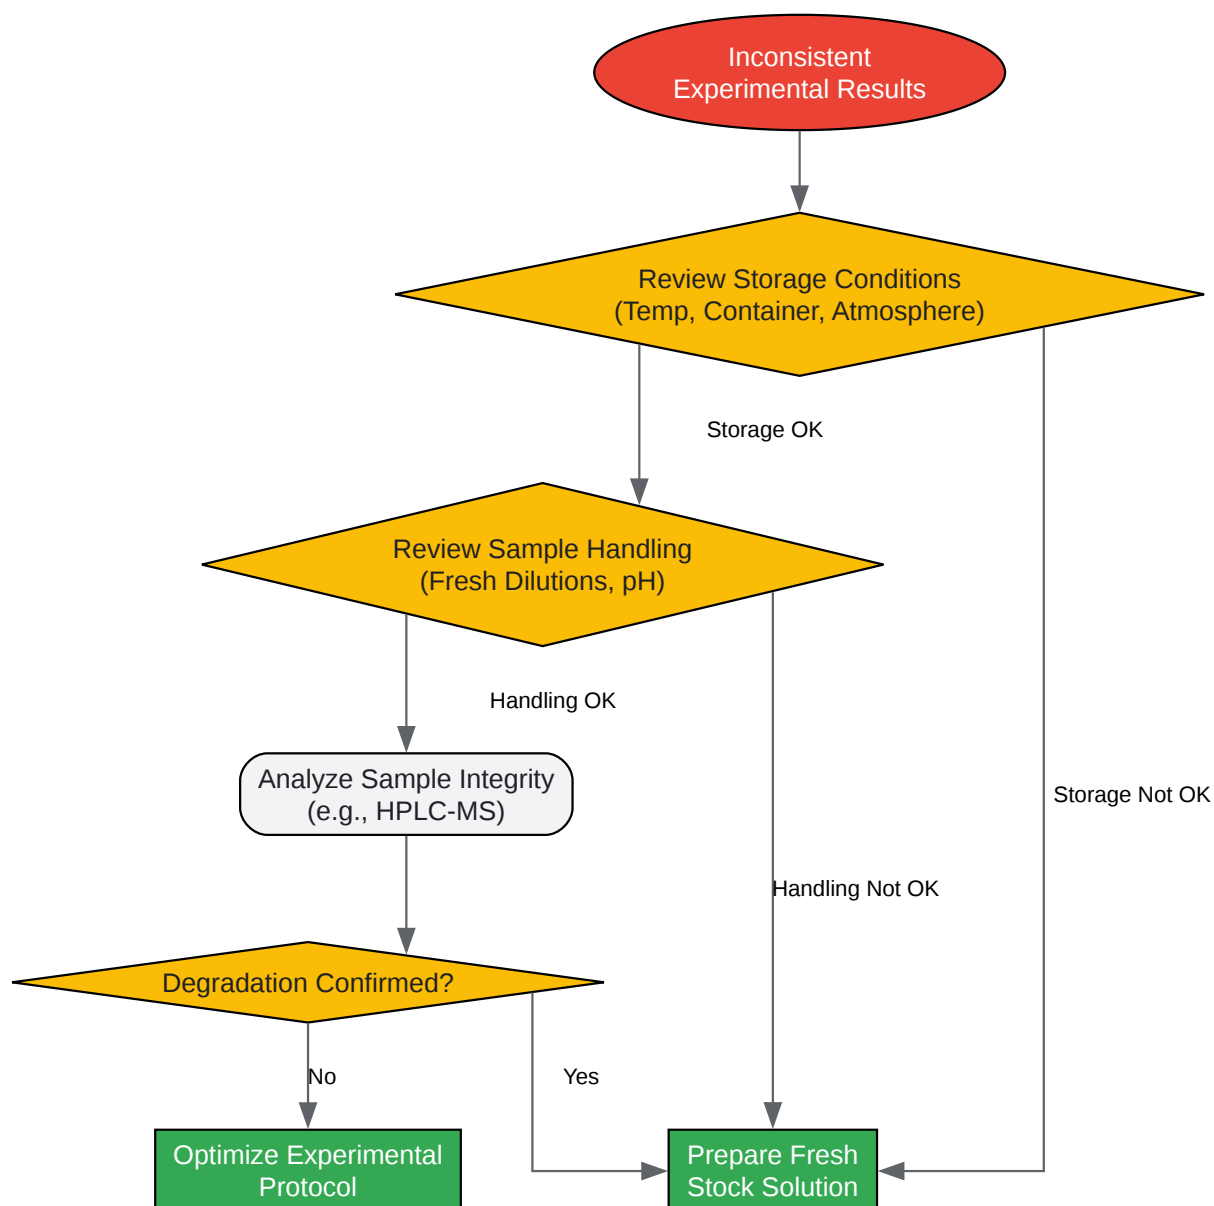 Inconsistent
Experimental Results
Review Storage Conditions
(Temp, Container, Atmosphere)
Storage OK
Review Sample Handling
(Fresh Dilutions, pH)
Handling OK
Analyze Sample Integrity
(e.g., HPLC-MS)
Storage Not OK
Handling Not OK
Degradation Confirmed?
No
Yes
Optimize Experimental
Protocol
Prepare Fresh
Stock Solution